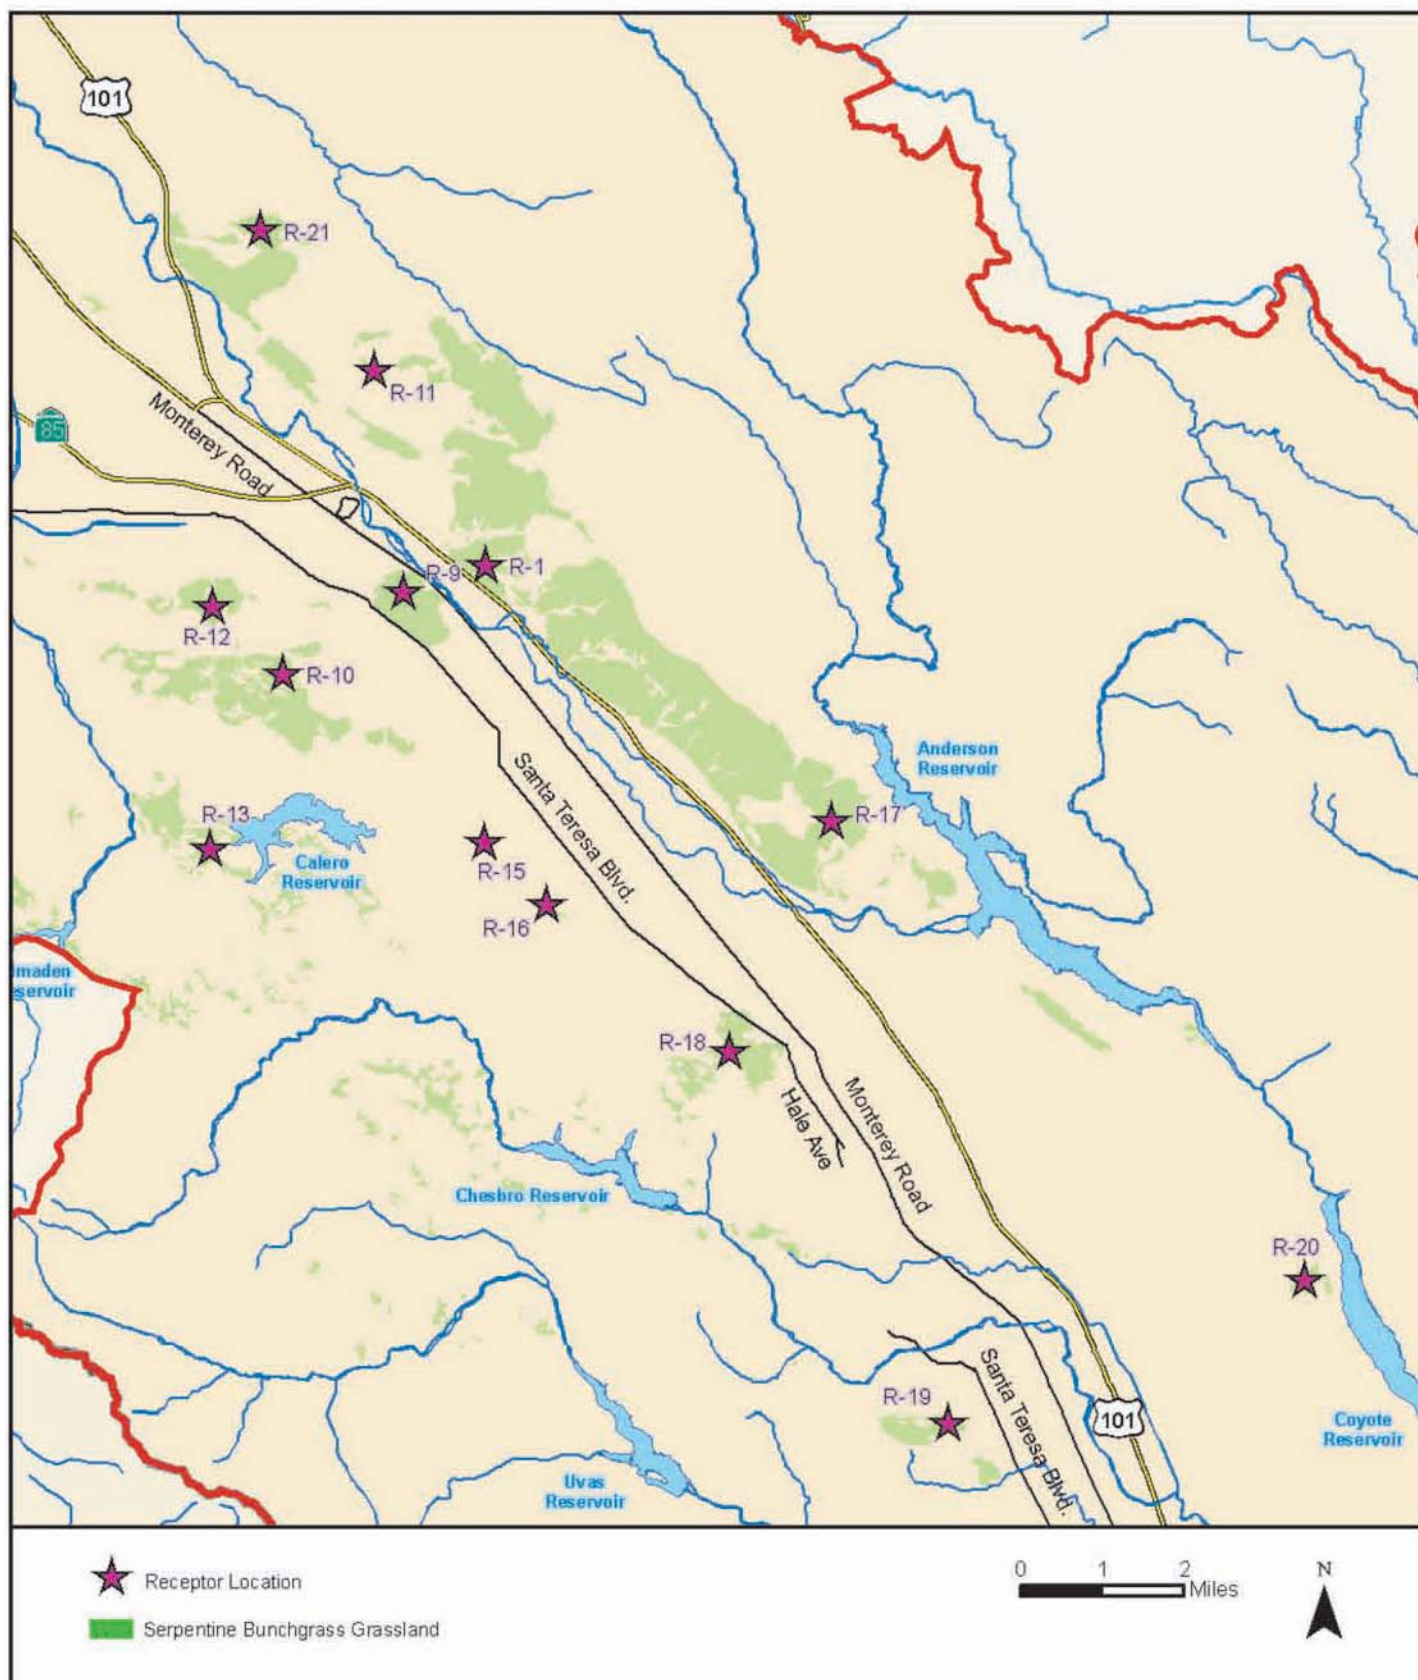 101
R-21
R-11
Monterey Road
85
R-9
R-1
R-12
R-10
Santa Teresa Blvd.
Anderson
Reservoir
R-13
R-17
Calero
Reservoir
R-15
R-16
lmaden
eservoir
R-18
Hale Ave
Monterey Road
Chesbro Reservoir
R-20
R-19
Santa Teresa Blvd.
101
Coyote
Reservoir
Uvas
Reservoir
Receptor Location
Serpentine Bunchgrass Grassland
0 1 2
Miles
N